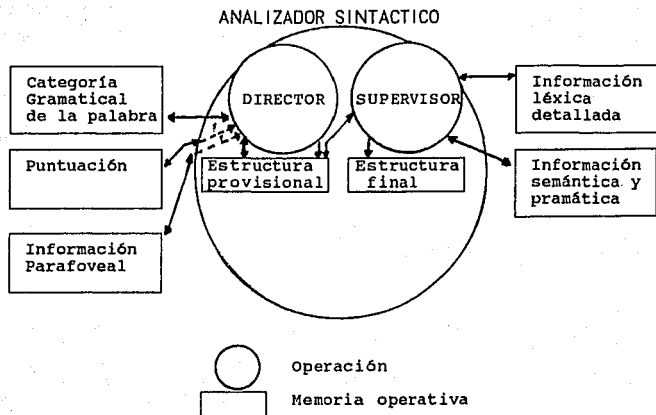 ANALIZADOR SINTACTICO
Categoría
Gramatical
de la palabra
Puntuación
Información
Parafoveal
DIRECTOR
SUPERVISOR
Estructura
provisional
Estructura
final
Información
léxica
detallada
Información
semántica y
pramática
Operación
Memoria operativa